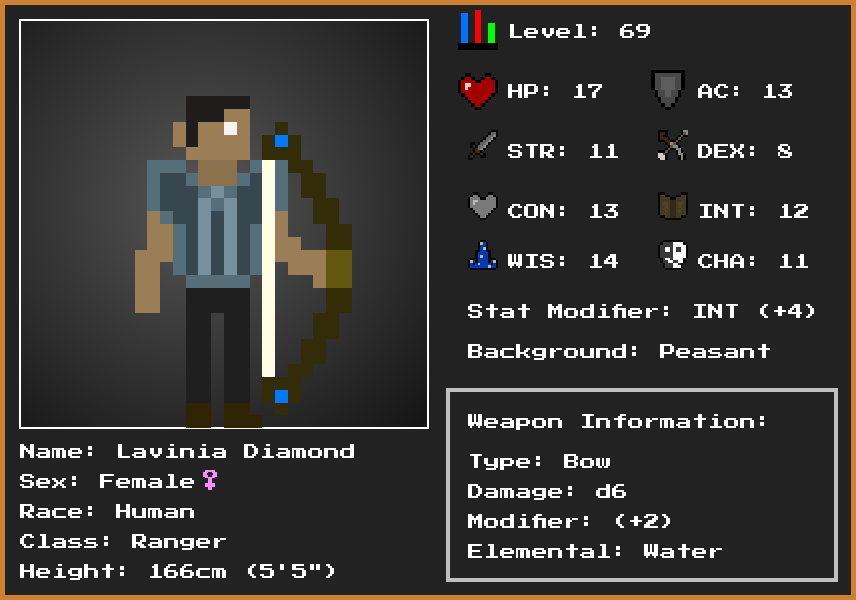 Level: 69
HP: 17
AC: 13
STR: 11
DEX: 8
CON: 13
INT: 12
WIS: 14
CHA: 11
Stat Modifier: INT (+4)
Background: Peasant
Weapon Information:
Type: Bow
Damage: d6
Modifier: (+2)
Elemental: Water
Name: Lavinia Diamond
Sex: Female♀
Race: Human
Class: Ranger
Height: 166cm (5'5")